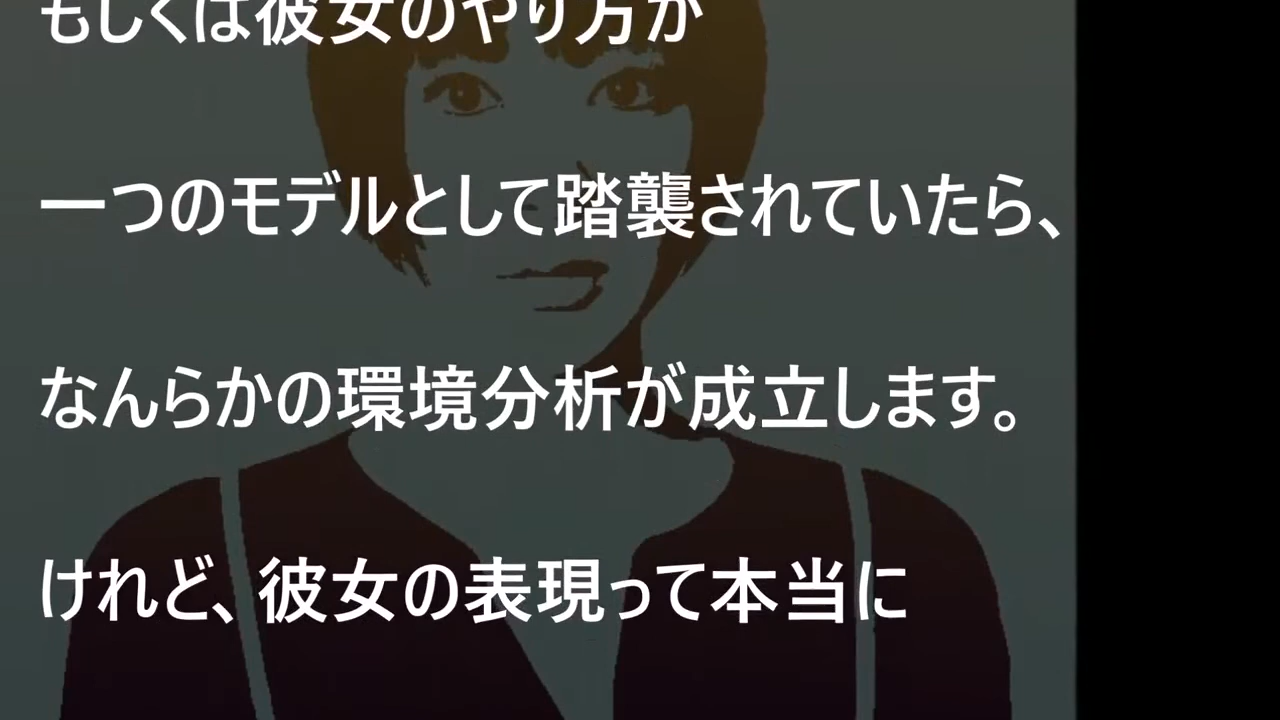 もしくは彼女のやり方が
一つのモデルとして踏襲されていたら、
なんらかの環境分析が成立します。
けれど、彼女の表現って本当に